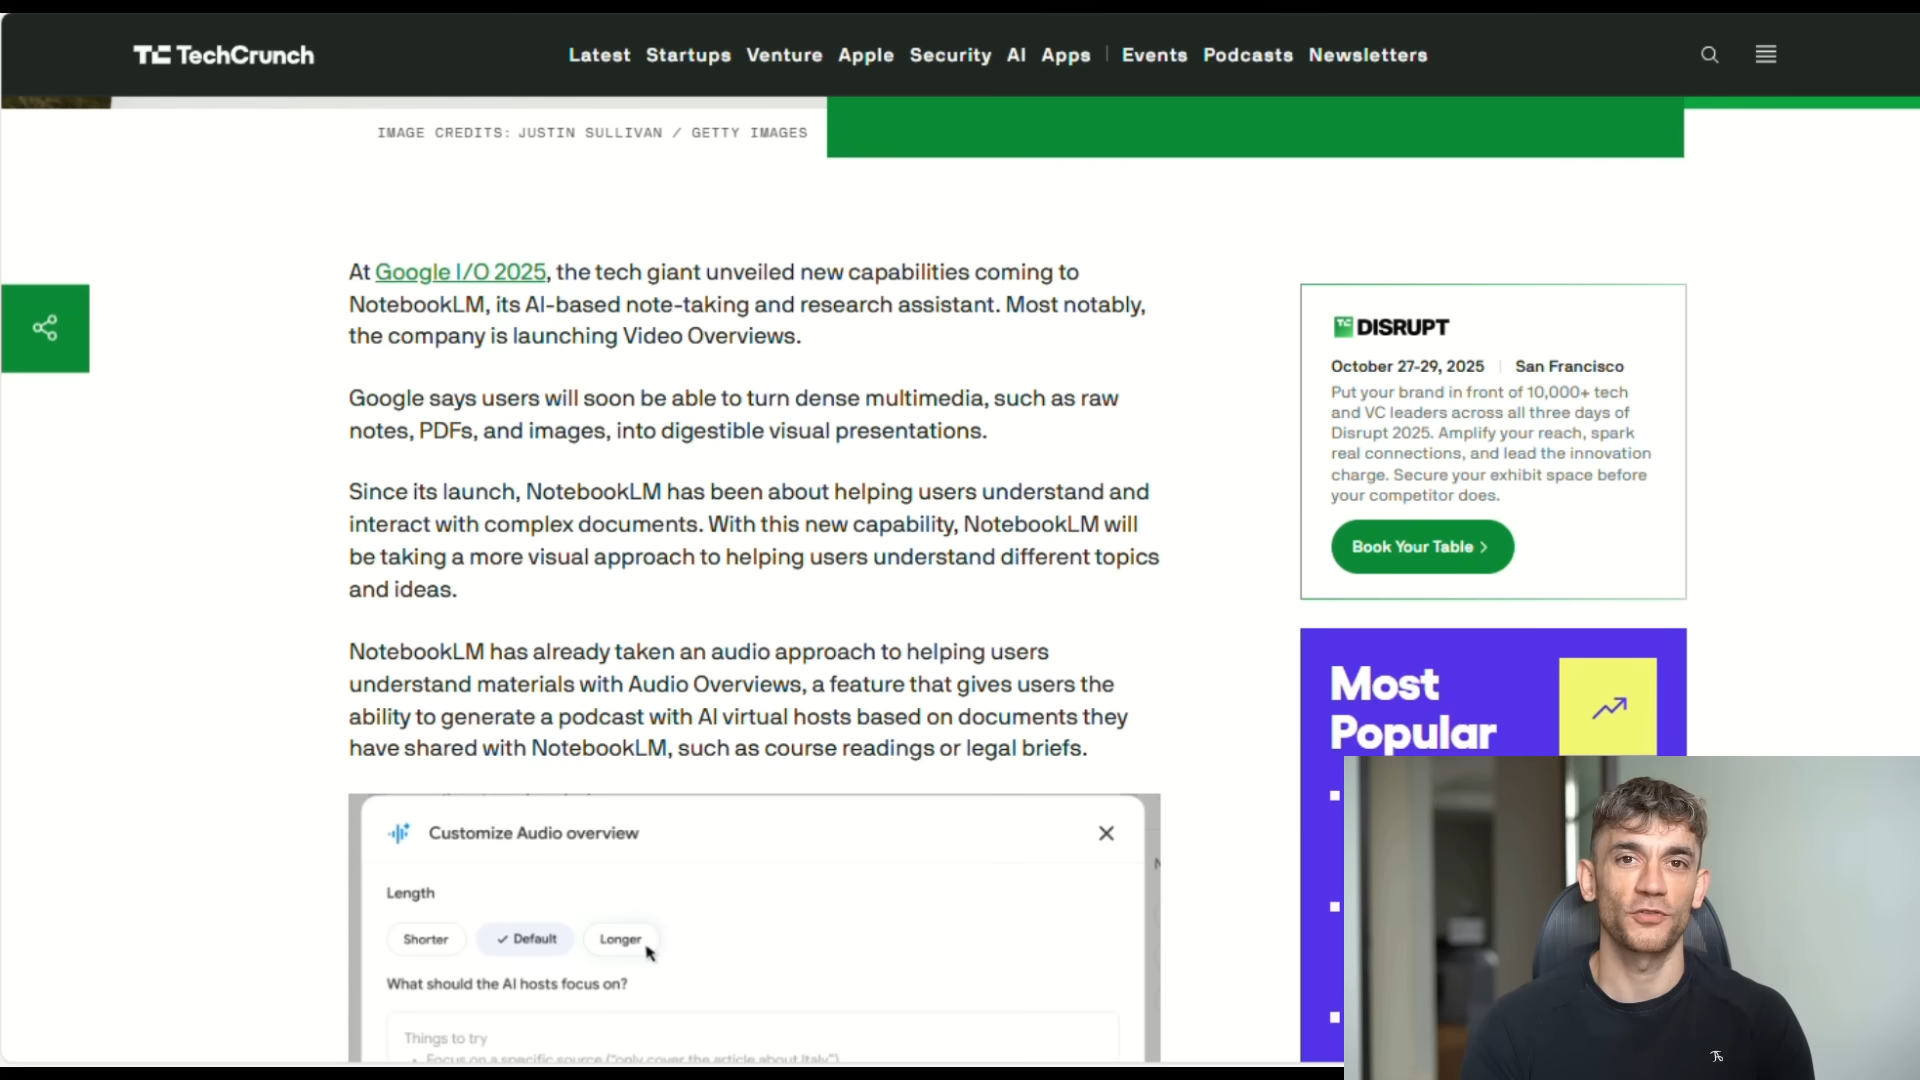 TechCrunch
Latest Startups Venture Apple Security AI Apps Events Podcasts Newsletters
IMAGE CREDITS: JUSTIN SULLIVAN / GETTY IMAGES
At Google I/O 2025, the tech giant unveiled new capabilities coming to
NotebookLM, its AI-based note-taking and research assistant. Most notably,
the company is launching Video Overviews.
Google says users will soon be able to turn dense multimedia, such as raw
notes, PDFs, and images, into digestible visual presentations.
Since its launch, NotebookLM has been about helping users understand and
interact with complex documents. With this new capability, NotebookLM will
be taking a more visual approach to helping users understand different topics
and ideas.
NotebookLM has already taken an audio approach to helping users
understand materials with Audio Overviews, a feature that gives users the
ability to generate a podcast with AI virtual hosts based on documents they
have shared with NotebookLM, such as course readings or legal briefs.
Customize Audio overview
Length
Shorter Default Longer
What should the AI hosts focus on?
Things to try
• Focus on a specific source ("only cover the article about Italy")
TC DISRUPT
October 27-29, 2025 San Francisco
Put your brand in front of 10,000+ tech
and VC leaders across all three days of
Disrupt 2025. Amplify your reach, spark
real connections, and lead the innovation
charge. Secure your exhibit space before
your competitor does.
Book Your Table >
Most
Popular